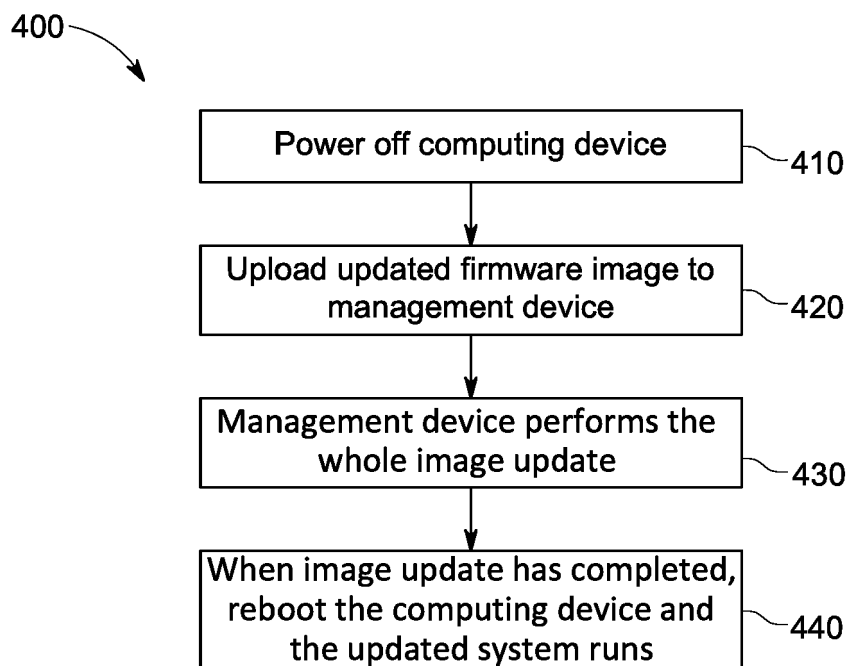 400
Power off computing device
410
Upload updated firmware image to
management device
420
Management device performs the
whole image update
430
When image update has completed,
reboot the computing device and
the updated system runs
440